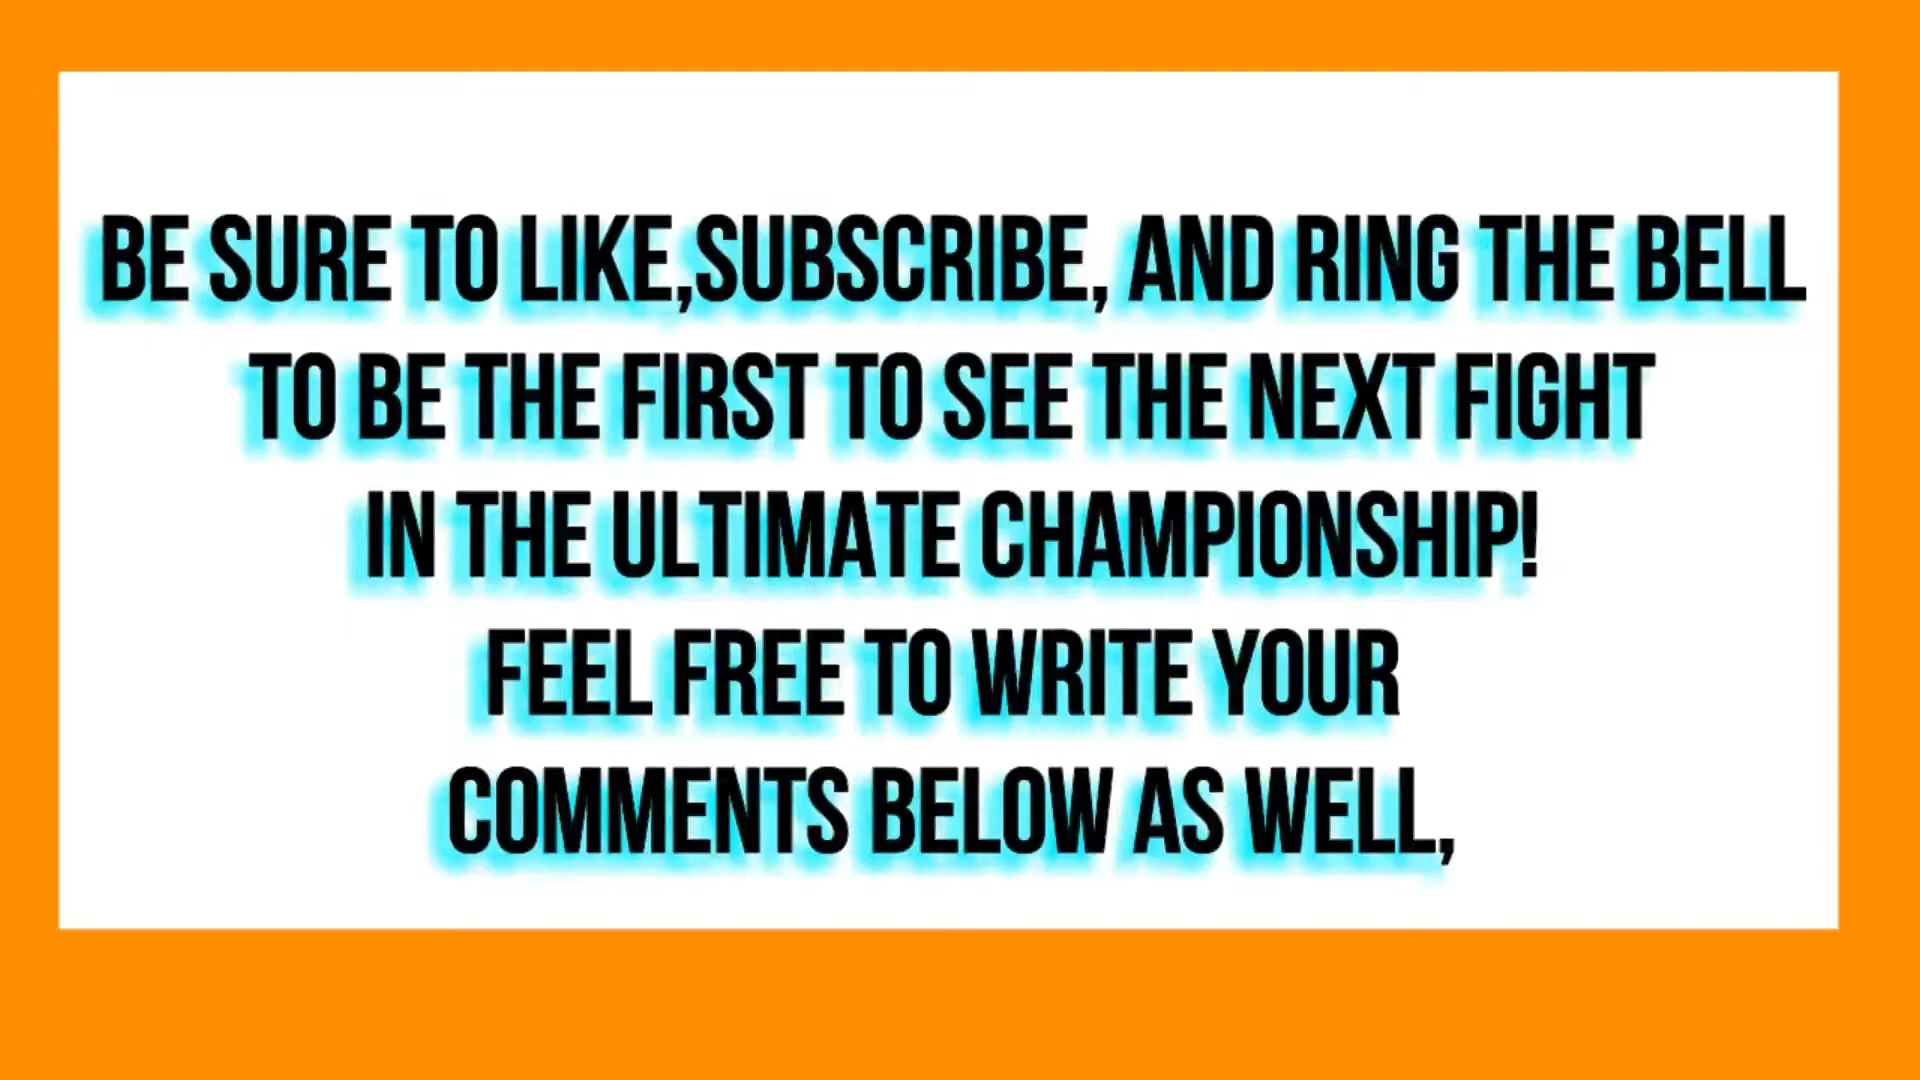 BE SURE TO LIKE,SUBSCRIBE, AND RING THE BELL
TO BE THE FIRST TO SEE THE NEXT FIGHT
IN THE ULTIMATE CHAMPIONSHIP!
FEEL FREE TO WRITE YOUR
COMMENTS BELOW AS WELL,